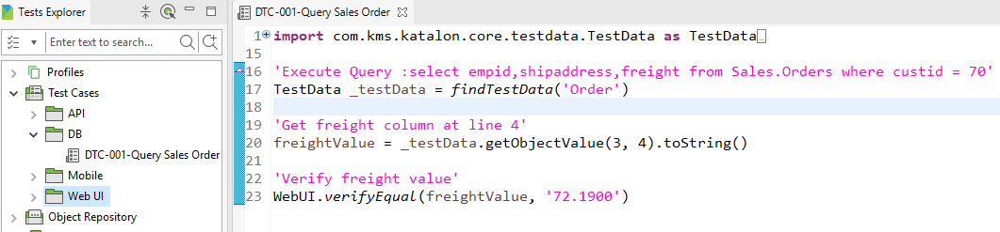 Tests Explorer
Enter text to search...
Profiles
Test Cases
API
DB
DTC-001-Query Sales Order
Mobile
Web UI
Object Repository
DTC-001-Query Sales Order
1 import com.kms.katalon.core.testdata.TestData as TestData
15
16 'Execute Query :select empid,shipaddress,freight from Sales.Orders where custid = 70'
17 TestData _testData = findTestData('Order')
18
19 'Get freight column at line 4'
20 freightValue = _testData.getObjectValue(3, 4).toString()
21
22 'Verify freight value'
23 WebUI.verifyEqual(freightValue, '72.1900')